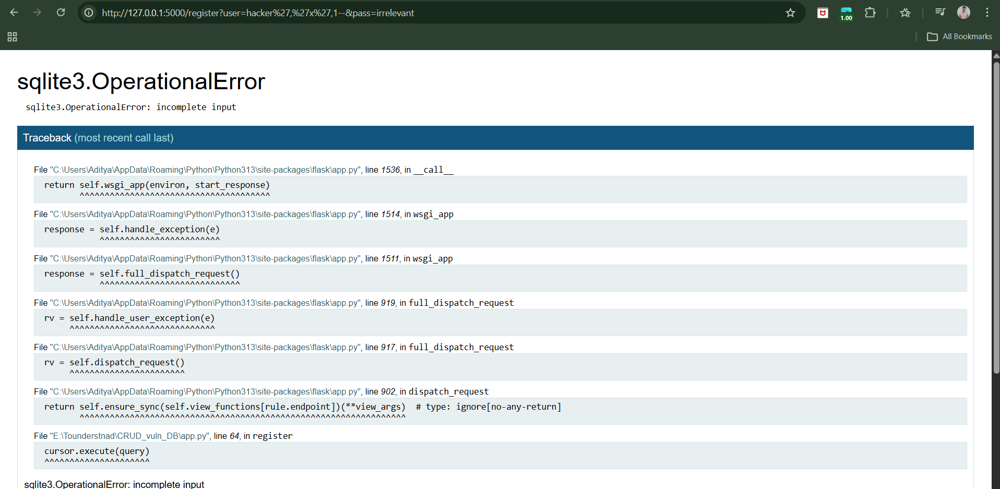 http://127.0.0.1:5000/register?user=hacker%27,%27x%27,1--&pass=irrelevant
1.00
All Bookmarks
sqlite3.OperationalError
sqlite3.OperationalError: incomplete input
Traceback (most recent call last)
File "C:\Users\Aditya\AppData\Roaming\Python\Python313\site-packages\flask\app.py", line 1536, in __call__
return self.wsgi_app(environ, start_response)
^^^^^^^^^^^^^^^^^^^^^^^^^^^^^^^^^^^^^^
File "C:\Users\Aditya\AppData\Roaming\Python\Python313\site-packages\flask\app.py", line 1514, in wsgi_app
response = self.handle_exception(e)
^^^^^^^^^^^^^^^^^^^^^^^^
File "C:\Users\Aditya\AppData\Roaming\Python\Python313\site-packages\flask\app.py", line 1511, in wsgi_app
response = self.full_dispatch_request()
^^^^^^^^^^^^^^^^^^^^^^^^^^^^
File "C:\Users\Aditya\AppData\Roaming\Python\Python313\site-packages\flask\app.py", line 919, in full_dispatch_request
rv = self.handle_user_exception(e)
^^^^^^^^^^^^^^^^^^^^^^^^^^^^^
File "C:\Users\Aditya\AppData\Roaming\Python\Python313\site-packages\flask\app.py", line 917, in full_dispatch_request
rv = self.dispatch_request()
^^^^^^^^^^^^^^^^^^^^^^^
File "C:\Users\Aditya\AppData\Roaming\Python\Python313\site-packages\flask\app.py", line 902, in dispatch_request
return self.ensure_sync(self.view_functions[rule.endpoint])(**view_args)  # type: ignore[no-any-return]
^^^^^^^^^^^^^^^^^^^^^^^^^^^^^^^^^^^^^^^^^^^^^^^^^^^^^^^^^^^^^^^^^
File "E:\Tounderstnad\CRUD_vuln_DB\app.py", line 64, in register
cursor.execute(query)
^^^^^^^^^^^^^^^^^^^^^
sqlite3.OperationalError: incomplete input